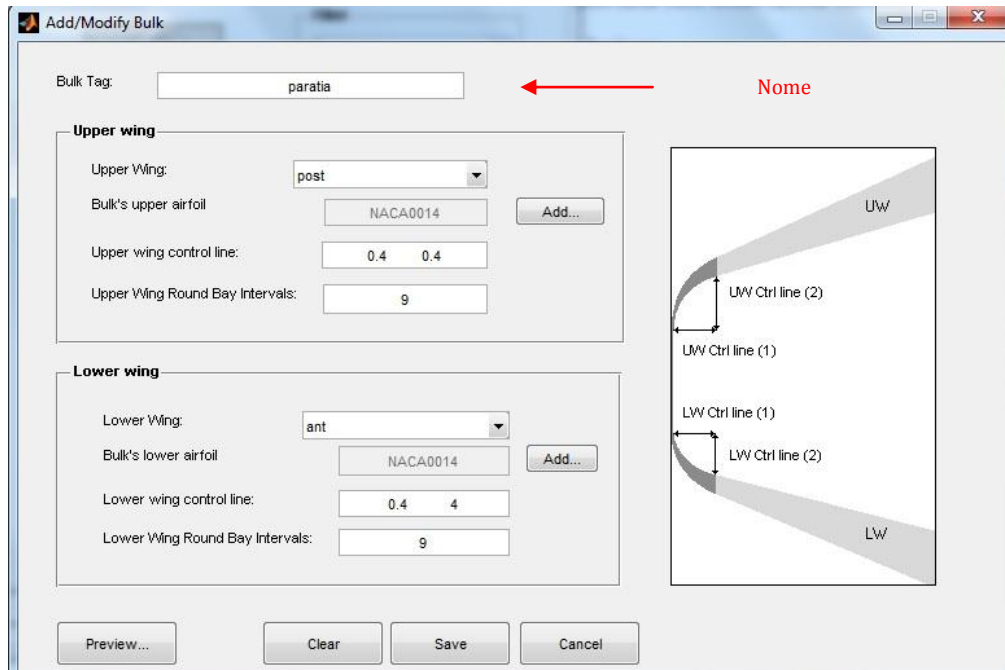 Add/Modify Bulk
Bulk Tag: paratia
Nome
Upper wing
Upper Wing: post
Bulk's upper airfoil NACA0014 Add...
Upper wing control line: 0.4 0.4
Upper Wing Round Bay Intervals: 9
Lower wing
Lower Wing: ant
Bulk's lower airfoil NACA0014 Add...
Lower wing control line: 0.4 4
Lower Wing Round Bay Intervals: 9
UW
UW Ctrl line (2)
UW Ctrl line (1)
LW Ctrl line (1)
LW Ctrl line (2)
LW
Preview... Clear Save Cancel